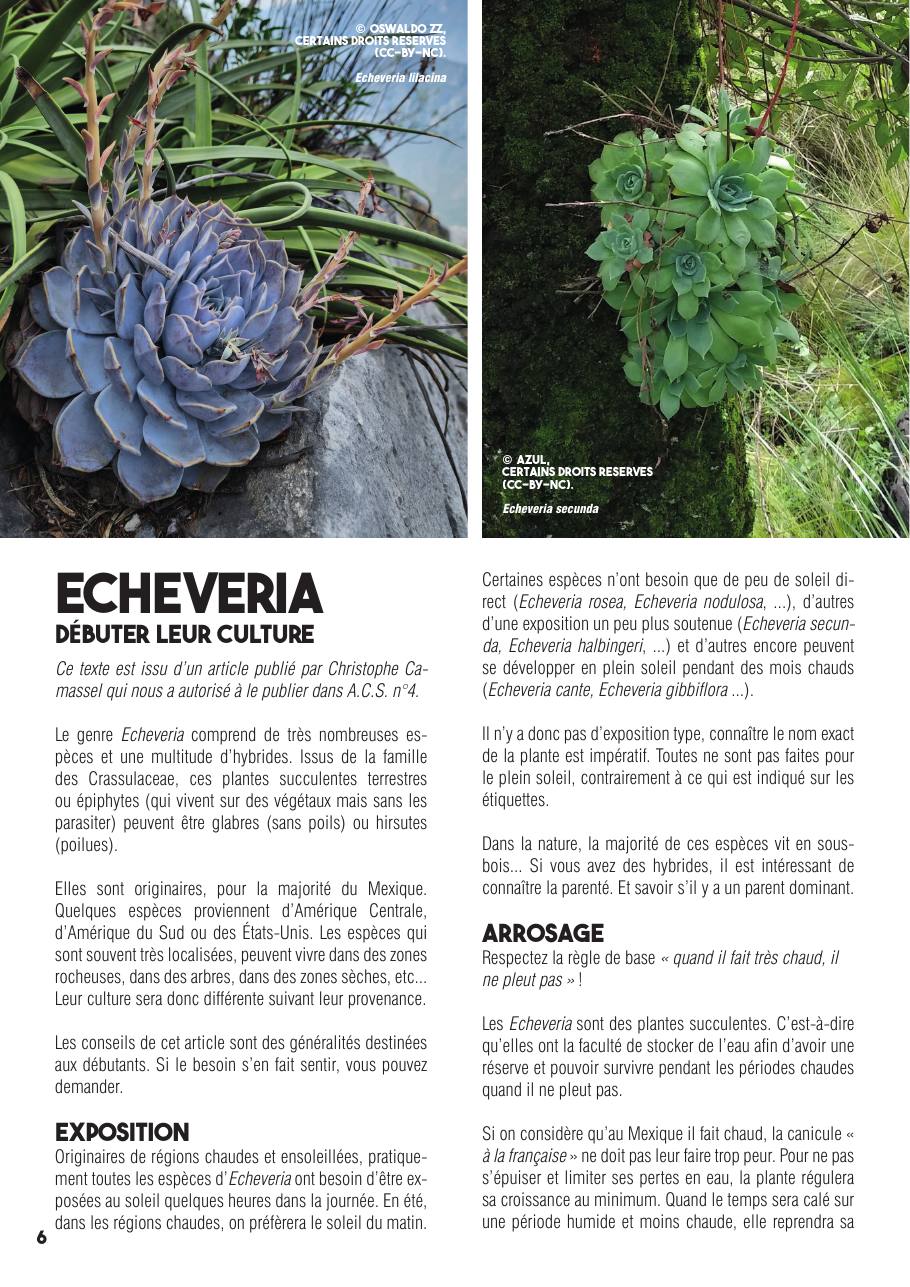 © OSWALDO ZZ,
CERTAINS DROITS RESERVES
(CC-BY-NC).
Echeveria lilacina
© AZUL,
CERTAINS DROITS RESERVES
(CC-BY-NC).
Echeveria secunda
ECHEVERIA
DÉBUTER LEUR CULTURE
Ce texte est issu d'un article publié par Christophe Ca-
massel qui nous a autorisé à le publier dans A.C.S. n°4.
Le genre Echeveria comprend de très nombreuses es-
pèces et une multitude d'hybrides. Issus de la famille
des Crassulaceae, ces plantes succulentes terrestres
ou épiphytes (qui vivent sur des végétaux mais sans les
parasiter) peuvent être glabres (sans poils) ou hirsutes
(poilues).
Elles sont originaires, pour la majorité du Mexique.
Quelques espèces proviennent d'Amérique Centrale,
d'Amérique du Sud ou des États-Unis. Les espèces qui
sont souvent très localisées, peuvent vivre dans des zones
rocheuses, dans des arbres, dans des zones sèches, etc...
Leur culture sera donc différente suivant leur provenance.
Les conseils de cet article sont des généralités destinées
aux débutants. Si le besoin s'en fait sentir, vous pouvez
demander.
EXPOSITION
Originaires de régions chaudes et ensoleillées, pratique-
ment toutes les espèces d'Echeveria ont besoin d'être ex-
posées au soleil quelques heures dans la journée. En été,
dans les régions chaudes, on préfèrera le soleil du matin.
Certaines espèces n'ont besoin que de peu de soleil di-
rect (Echeveria rosea, Echeveria nodulosa, ...), d'autres
d'une exposition un peu plus soutenue (Echeveria secun-
da, Echeveria halbingeri, ...) et d'autres encore peuvent
se développer en plein soleil pendant des mois chauds
(Echeveria cante, Echeveria gibbiflora ...).
Il n'y a donc pas d'exposition type, connaître le nom exact
de la plante est impératif. Toutes ne sont pas faites pour
le plein soleil, contrairement à ce qui est indiqué sur les
étiquettes.
Dans la nature, la majorité de ces espèces vit en sous-
bois... Si vous avez des hybrides, il est intéressant de
connaître la parenté. Et savoir s'il y a un parent dominant.
ARROSAGE
Respectez la règle de base « quand il fait très chaud, il
ne pleut pas » !
Les Echeveria sont des plantes succulentes. C'est-à-dire
qu'elles ont la faculté de stocker de l'eau afin d'avoir une
réserve et pouvoir survivre pendant les périodes chaudes
quand il ne pleut pas.
Si on considère qu'au Mexique il fait chaud, la canicule «
à la française » ne doit pas leur faire trop peur. Pour ne pas
s'épuiser et limiter ses pertes en eau, la plante régulera
sa croissance au minimum. Quand le temps sera calé sur
une période humide et moins chaude, elle reprendra sa
6